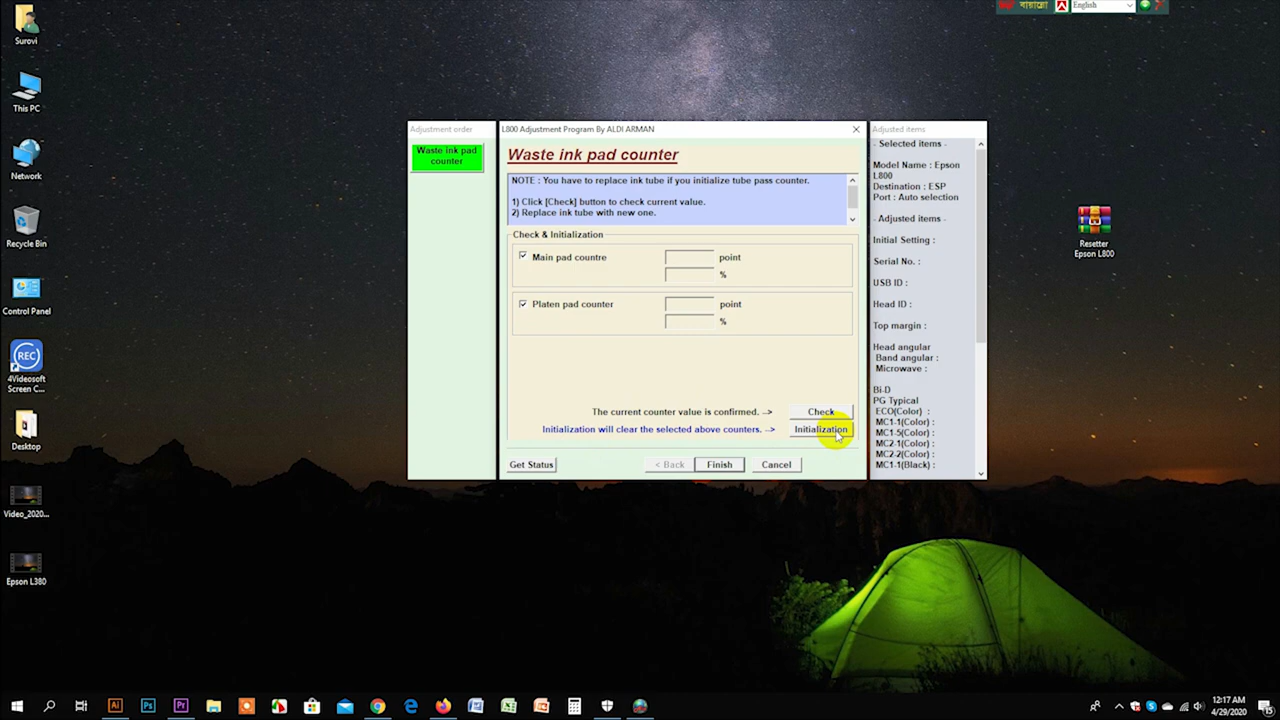 বায়ান্নো
English
Surovi
This PC
Network
Recycle Bin
Control Panel
REC
4Videosoft
Screen C...
Desktop
Video_2020...
Epson L380
Adjustment order
Waste ink pad
counter
L800 Adjustment Program By ALDI ARMAN
Waste ink pad counter
NOTE : You have to replace ink tube if you initialize tube pass counter.
1) Click [Check] button to check current value.
2) Replace ink tube with new one.
Check & Initialization
Main pad countre
point
%
Platen pad counter
point
%
The current counter value is confirmed. -->
Check
Initialization will clear the selected above counters. -->
Initialization
Get Status
< Back
Finish
Cancel
Adjusted items
- Selected items -
Model Name : Epson
L800
Destination : ESP
Port : Auto selection
- Adjusted items -
Initial Setting :
Serial No. :
USB ID :
Head ID :
Top margin :
Head angular
Band angular :
Microwave :
Bi-D
PG Typical
ECO(Color) :
MC1-1(Color) :
MC1-5(Color) :
MC2-1(Color) :
MC2-2(Color) :
MC1-1(Black) :
Resetter
Epson L800
Ai
Ps
Pr
12:17 AM
4/29/2020